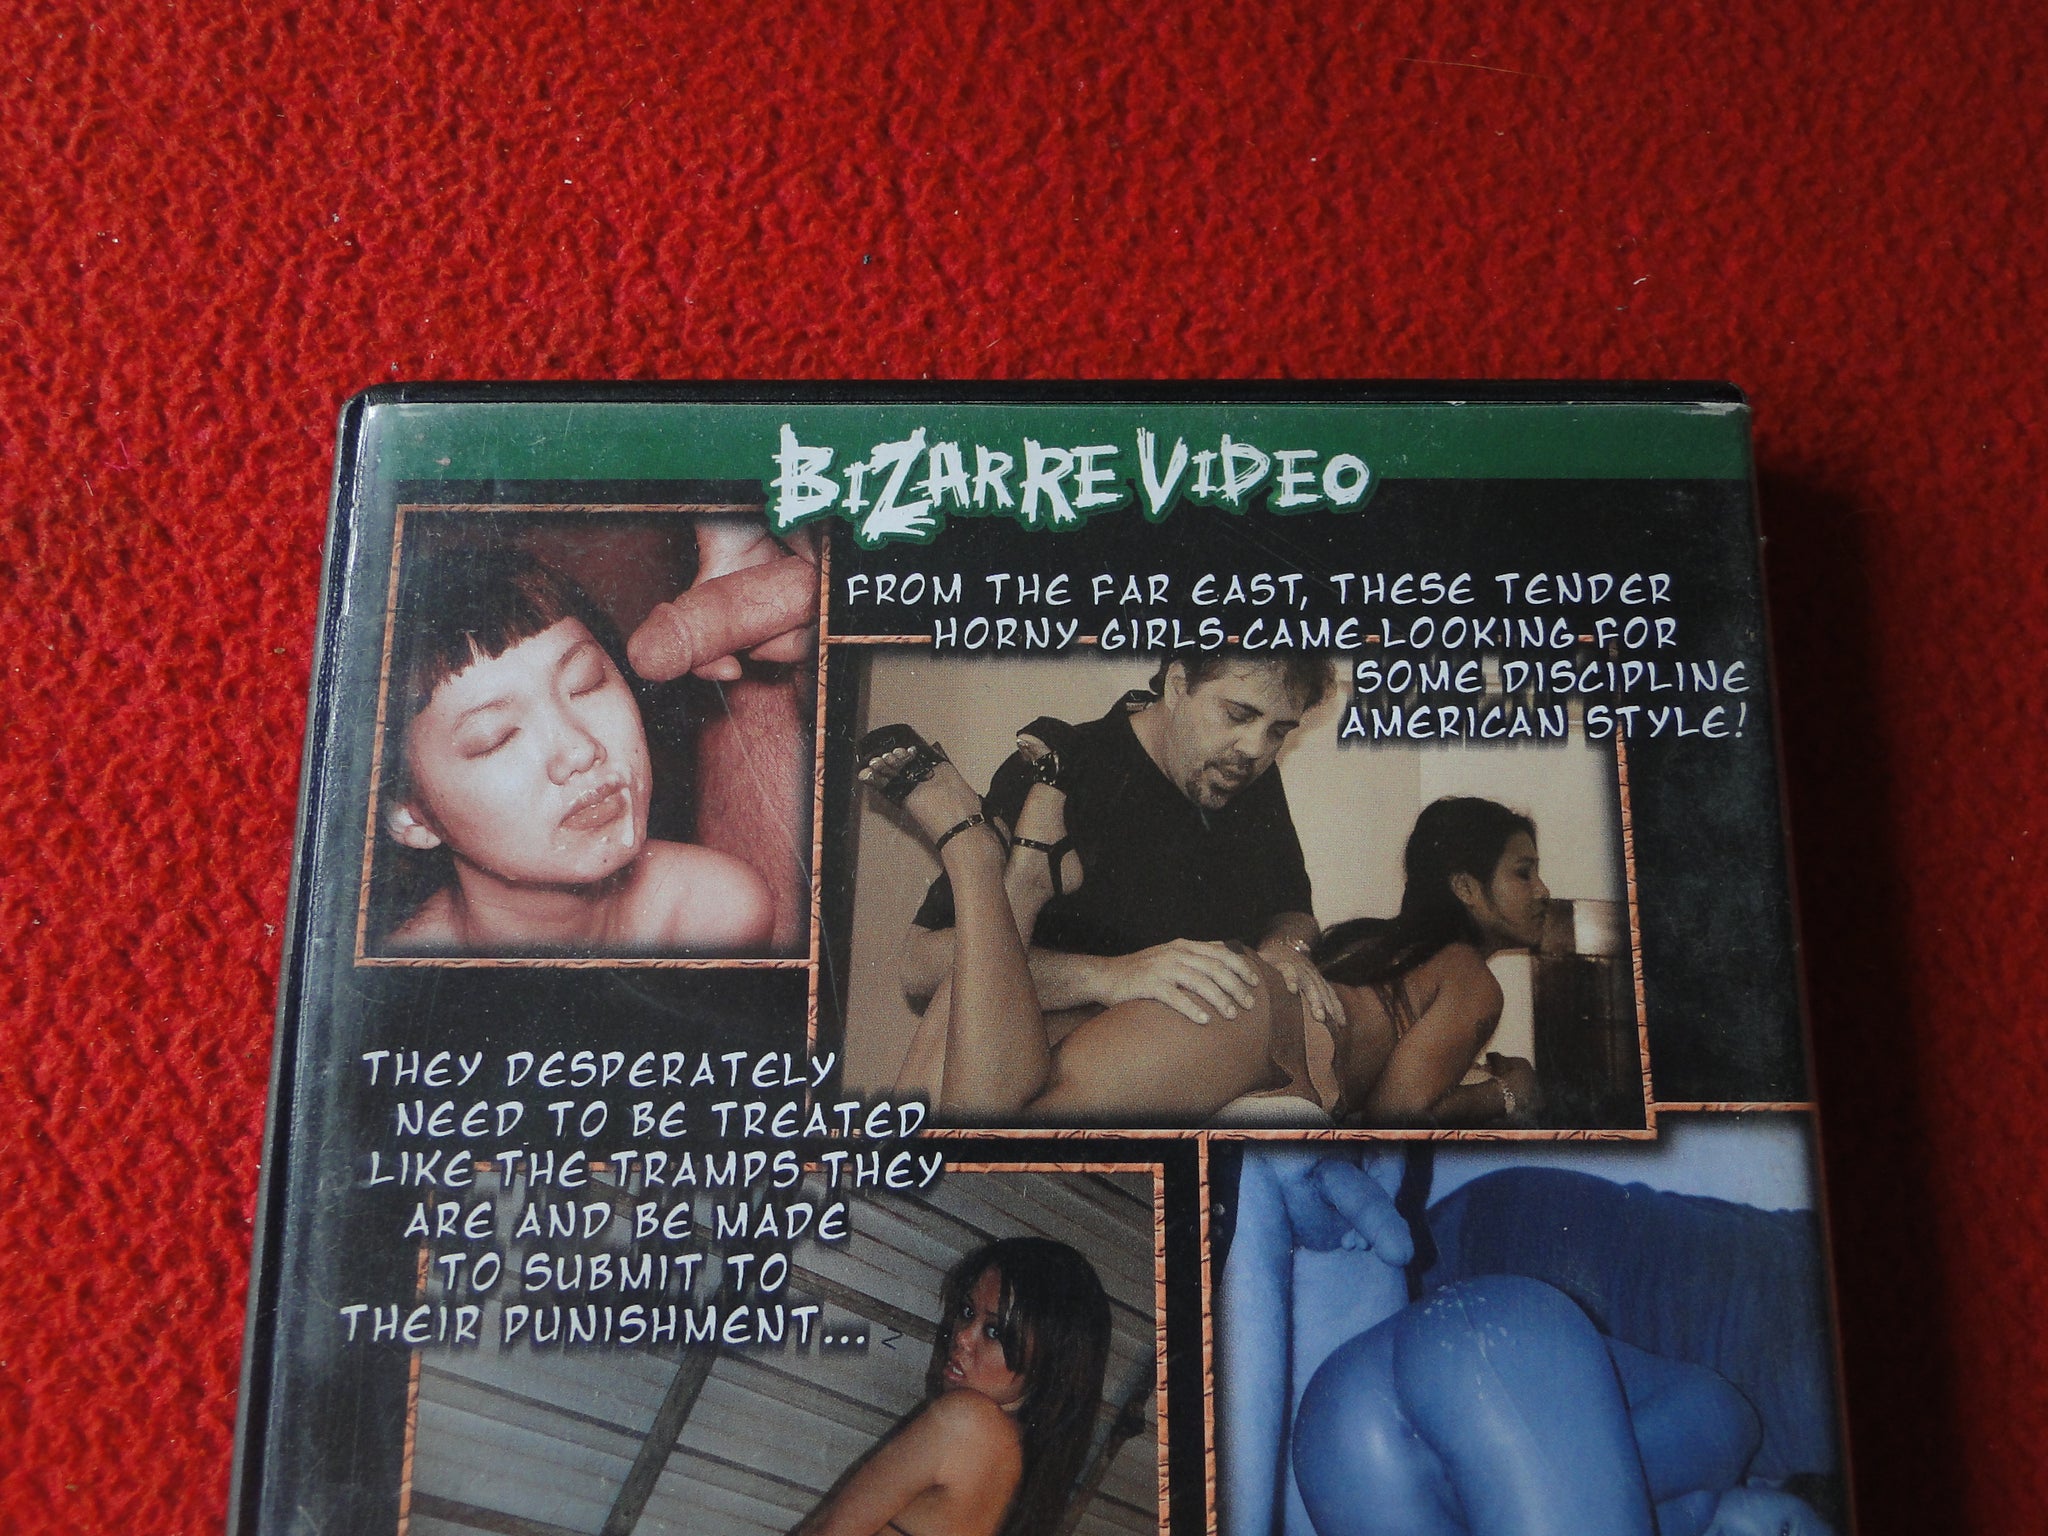 BIZARRE VIDEO
FROM THE FAR EAST, THESE TENDER
HORNY GIRLS CAME LOOKING FOR
SOME DISCIPLINE
AMERICAN STYLE!
THEY DESPERATELY
NEED TO BE TREATED
LIKE THE TRAMPS THEY
ARE AND BE MADE
TO SUBMIT TO
THEIR PUNISHMENT...